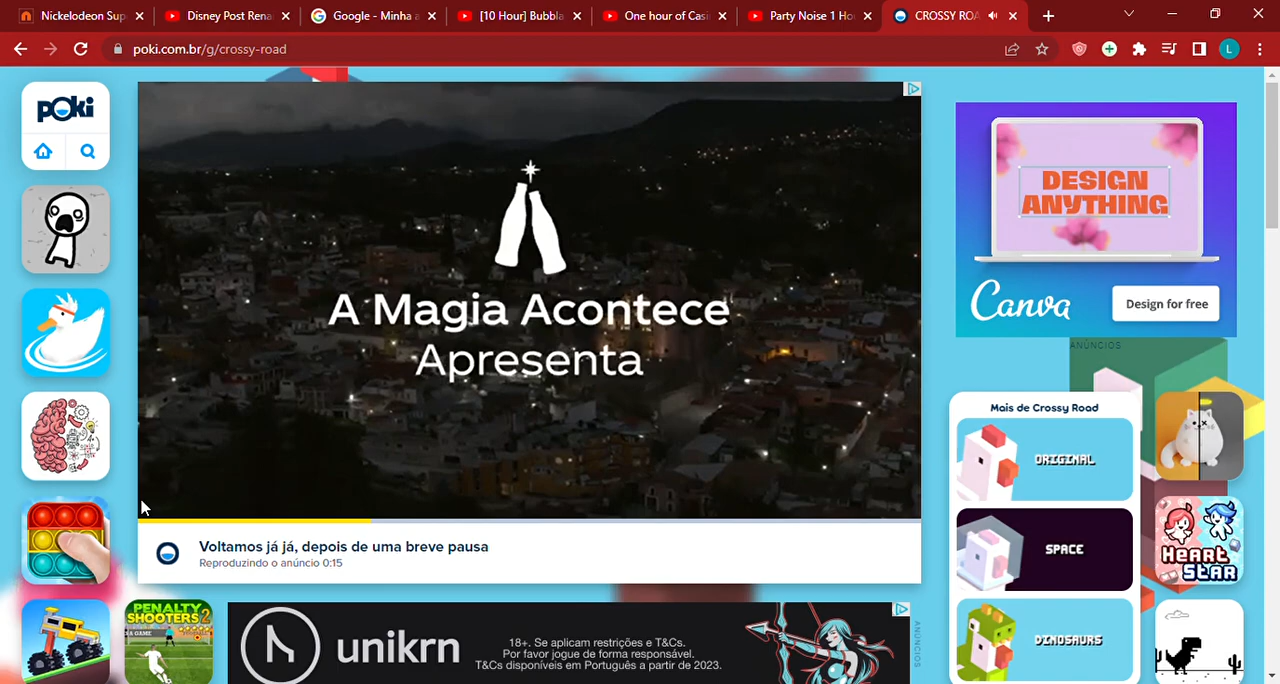 Nickelodeon Sup
Disney Post Rena
Google - Minha a
[10 Hour] Bubbla
One hour of Casi
Party Noise 1 Ho
CROSSY ROA
poki.com.br/g/crossy-road
L
poki
A Magia Acontece
Apresenta
Voltamos já já, depois de uma breve pausa
Reproduzindo o anúncio 0:15
DESIGN
ANYTHING
Canva
Design for free
ANÚNCIOS
Mais de Crossy Road
ORIGINAL
SPACE
DINOSAURS
HEART
STAR
PENALTY
SHOOTERS 2
unikrn
18+. Se aplicam restrições e T&Cs.
Por favor jogue de forma responsável.
T&Cs disponíveis em Português a partir de 2023.
ANÚNCIOS